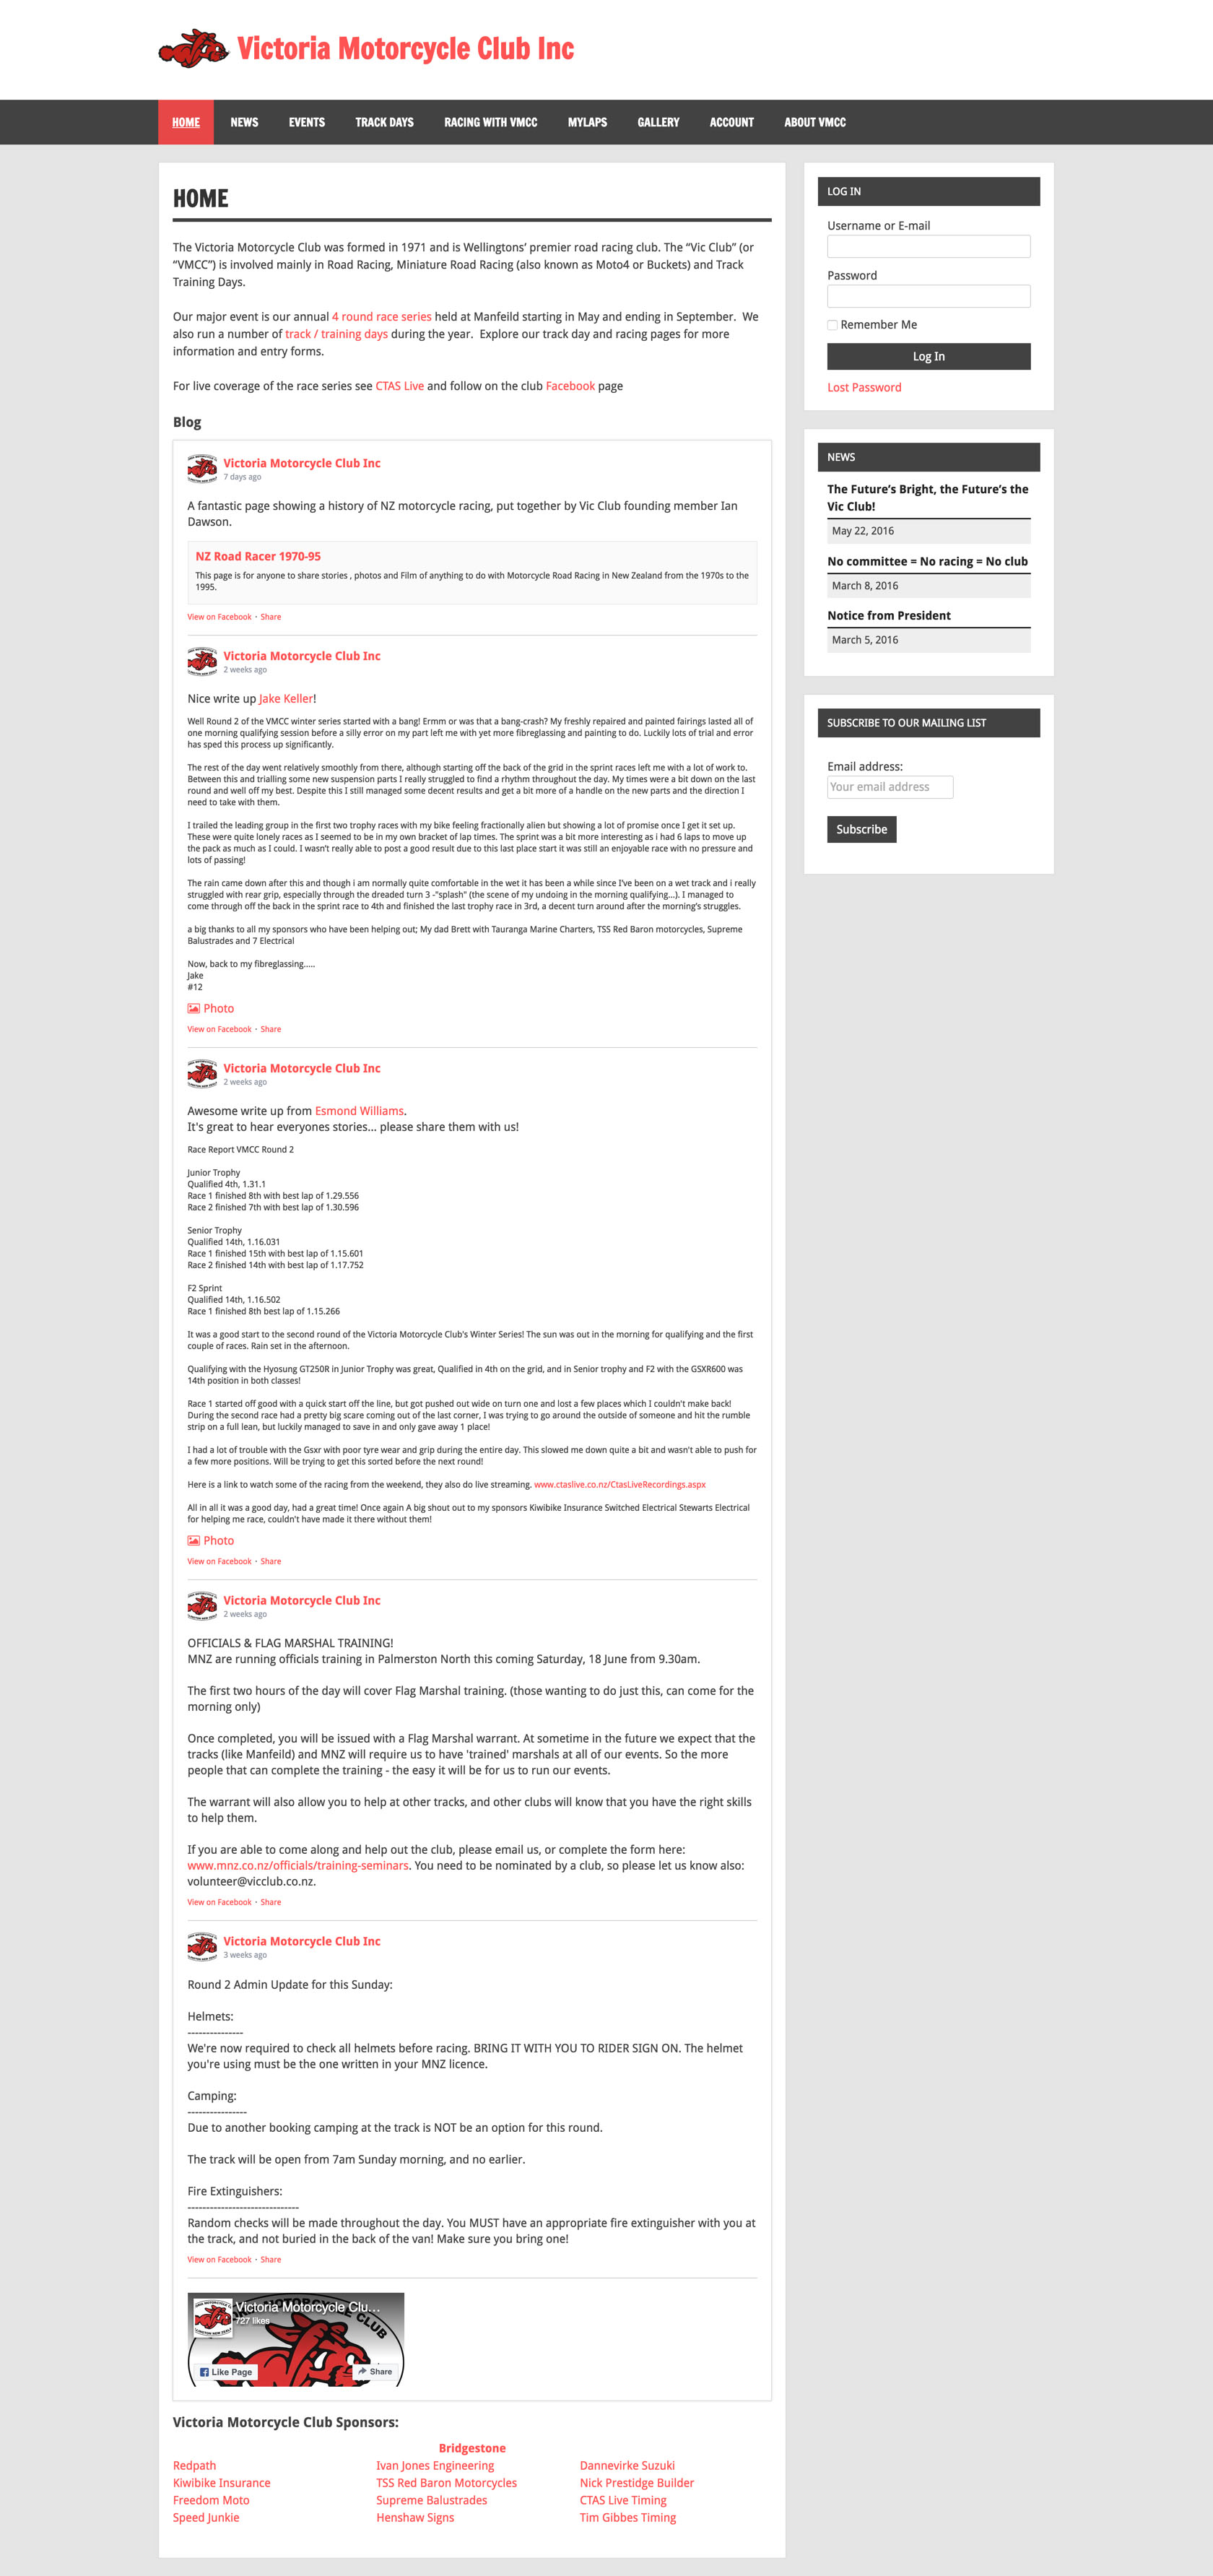 Victoria Motorcycle Club Inc
HOME NEWS EVENTS TRACK DAYS RACING WITH VMCC MYLAPS GALLERY ACCOUNT ABOUT VMCC
HOME
The Victoria Motorcycle Club was formed in 1971 and is Wellingtons’ premier road racing club. The “Vic Club” (or
“VMCC”) is involved mainly in Road Racing, Miniature Road Racing (also known as Moto4 or Buckets) and Track
Training Days.
Our major event is our annual 4 round race series held at Manfeild starting in May and ending in September. We
also run a number of track / training days during the year. Explore our track day and racing pages for more
information and entry forms.
For live coverage of the race series see CTAS Live and follow on the club Facebook page
Blog
Victoria Motorcycle Club Inc
7 days ago
A fantastic page showing a history of NZ motorcycle racing, put together by Vic Club founding member Ian
Dawson.
NZ Road Racer 1970-95
This page is for anyone to share stories , photos and Film of anything to do with Motorcycle Road Racing in New Zealand from the 1970s to the
1995.
View on Facebook · Share
Victoria Motorcycle Club Inc
2 weeks ago
Nice write up Jake Keller!
Well Round 2 of the VMCC winter series started with a bang! Ermm or was that a bang-crash? My freshly repaired and painted fairings lasted all of
one morning qualifying session before a silly error on my part left me with yet more fibreglassing and painting to do. Luckily lots of trial and error
has sped this process up significantly.
The rest of the day went relatively smoothly from there, although starting off the back of the grid in the sprint races left me with a lot of work to.
Between this and trialling some new suspension parts I really struggled to find a rhythm throughout the day. My times were a bit down on the last
round and well off my best. Despite this I still managed some decent results and get a bit more of a handle on the new parts and the direction I
need to take with them.
I trailed the leading group in the first two trophy races with my bike feeling fractionally alien but showing a lot of promise once I get it set up.
These were quite lonely races as I seemed to be in my own bracket of lap times. The sprint was a bit more interesting as i had 6 laps to move up
the pack as much as I could. I wasn’t really able to post a good result due to this last place start it was still an enjoyable race with no pressure and
lots of passing!
The rain came down after this and though i am normally quite comfortable in the wet it has been a while since I’ve been on a wet track and i really
struggled with rear grip, especially through the dreaded turn 3 -"splash" (the scene of my undoing in the morning qualifying...). I managed to
come through off the back in the sprint race to 4th and finished the last trophy race in 3rd, a decent turn around after the morning’s struggles.
a big thanks to all my sponsors who have been helping out; My dad Brett with Tauranga Marine Charters, TSS Red Baron motorcycles, Supreme
Balustrades and 7 Electrical
Now, back to my fibreglassing.....
Jake
#12
Photo
View on Facebook · Share
Victoria Motorcycle Club Inc
2 weeks ago
Awesome write up from Esmond Williams.
It's great to hear everyones stories... please share them with us!
Race Report VMCC Round 2
Junior Trophy
Qualified 4th, 1.31.1
Race 1 finished 8th with best lap of 1.29.556
Race 2 finished 7th with best lap of 1.30.596
Senior Trophy
Qualified 14th, 1.16.031
Race 1 finished 15th with best lap of 1.15.601
Race 2 finished 14th with best lap of 1.17.752
F2 Sprint
Qualified 14th, 1.16.502
Race 1 finished 8th best lap of 1.15.266
It was a good start to the second round of the Victoria Motorcycle Club's Winter Series! The sun was out in the morning for qualifying and the first
couple of races. Rain set in the afternoon.
Qualifying with the Hyosung GT250R in Junior Trophy was great, Qualified in 4th on the grid, and in Senior trophy and F2 with the GSXR600 was
14th position in both classes!
Race 1 started off good with a quick start off the line, but got pushed out wide on turn one and lost a few places which I couldn't make back!
During the second race had a pretty big scare coming out of the last corner, I was trying to go around the outside of someone and hit the rumble
strip on a full lean, but luckily managed to save in and only gave away 1 place!
I had a lot of trouble with the Gsxr with poor tyre wear and grip during the entire day. This slowed me down quite a bit and wasn't able to push for
a few more positions. Will be trying to get this sorted before the next round!
Here is a link to watch some of the racing from the weekend, they also do live streaming. www.ctaslive.co.nz/CtasLiveRecordings.aspx
All in all it was a good day, had a great time! Once again A big shout out to my sponsors Kiwibike Insurance Switched Electrical Stewarts Electrical
for helping me race, couldn't have made it there without them!
Photo
View on Facebook · Share
Victoria Motorcycle Club Inc
2 weeks ago
OFFICIALS & FLAG MARSHAL TRAINING!
MNZ are running officials training in Palmerston North this coming Saturday, 18 June from 9.30am.
The first two hours of the day will cover Flag Marshal training. (those wanting to do just this, can come for the
morning only)
Once completed, you will be issued with a Flag Marshal warrant. At sometime in the future we expect that the
tracks (like Manfeild) and MNZ will require us to have 'trained' marshals at all of our events. So the more
people that can complete the training - the easy it will be for us to run our events.
The warrant will also allow you to help at other tracks, and other clubs will know that you have the right skills
to help them.
If you are able to come along and help out the club, please email us, or complete the form here:
www.mnz.co.nz/officials/training-seminars. You need to be nominated by a club, so please let us know also:
volunteer@vicclub.co.nz.
View on Facebook · Share
Victoria Motorcycle Club Inc
3 weeks ago
Round 2 Admin Update for this Sunday:
Helmets:
---------------
We're now required to check all helmets before racing. BRING IT WITH YOU TO RIDER SIGN ON. The helmet
you're using must be the one written in your MNZ licence.
Camping:
----------------
Due to another booking camping at the track is NOT be an option for this round.
The track will be open from 7am Sunday morning, and no earlier.
Fire Extinguishers:
------------------------------
Random checks will be made throughout the day. You MUST have an appropriate fire extinguisher with you at
the track, and not buried in the back of the van! Make sure you bring one!
View on Facebook · Share
Victoria Motorcycle Clu...
727 likes
Like Page Share
Victoria Motorcycle Club Sponsors:
Bridgestone
Redpath Ivan Jones Engineering Dannevirke Suzuki
Kiwibike Insurance TSS Red Baron Motorcycles Nick Prestidge Builder
Freedom Moto Supreme Balustrades CTAS Live Timing
Speed Junkie Henshaw Signs Tim Gibbes Timing
LOG IN
Username or E-mail
Password
Remember Me
Log In
Lost Password
NEWS
The Future’s Bright, the Future’s the
Vic Club!
May 22, 2016
No committee = No racing = No club
March 8, 2016
Notice from President
March 5, 2016
SUBSCRIBE TO OUR MAILING LIST
Email address:
Your email address
Subscribe